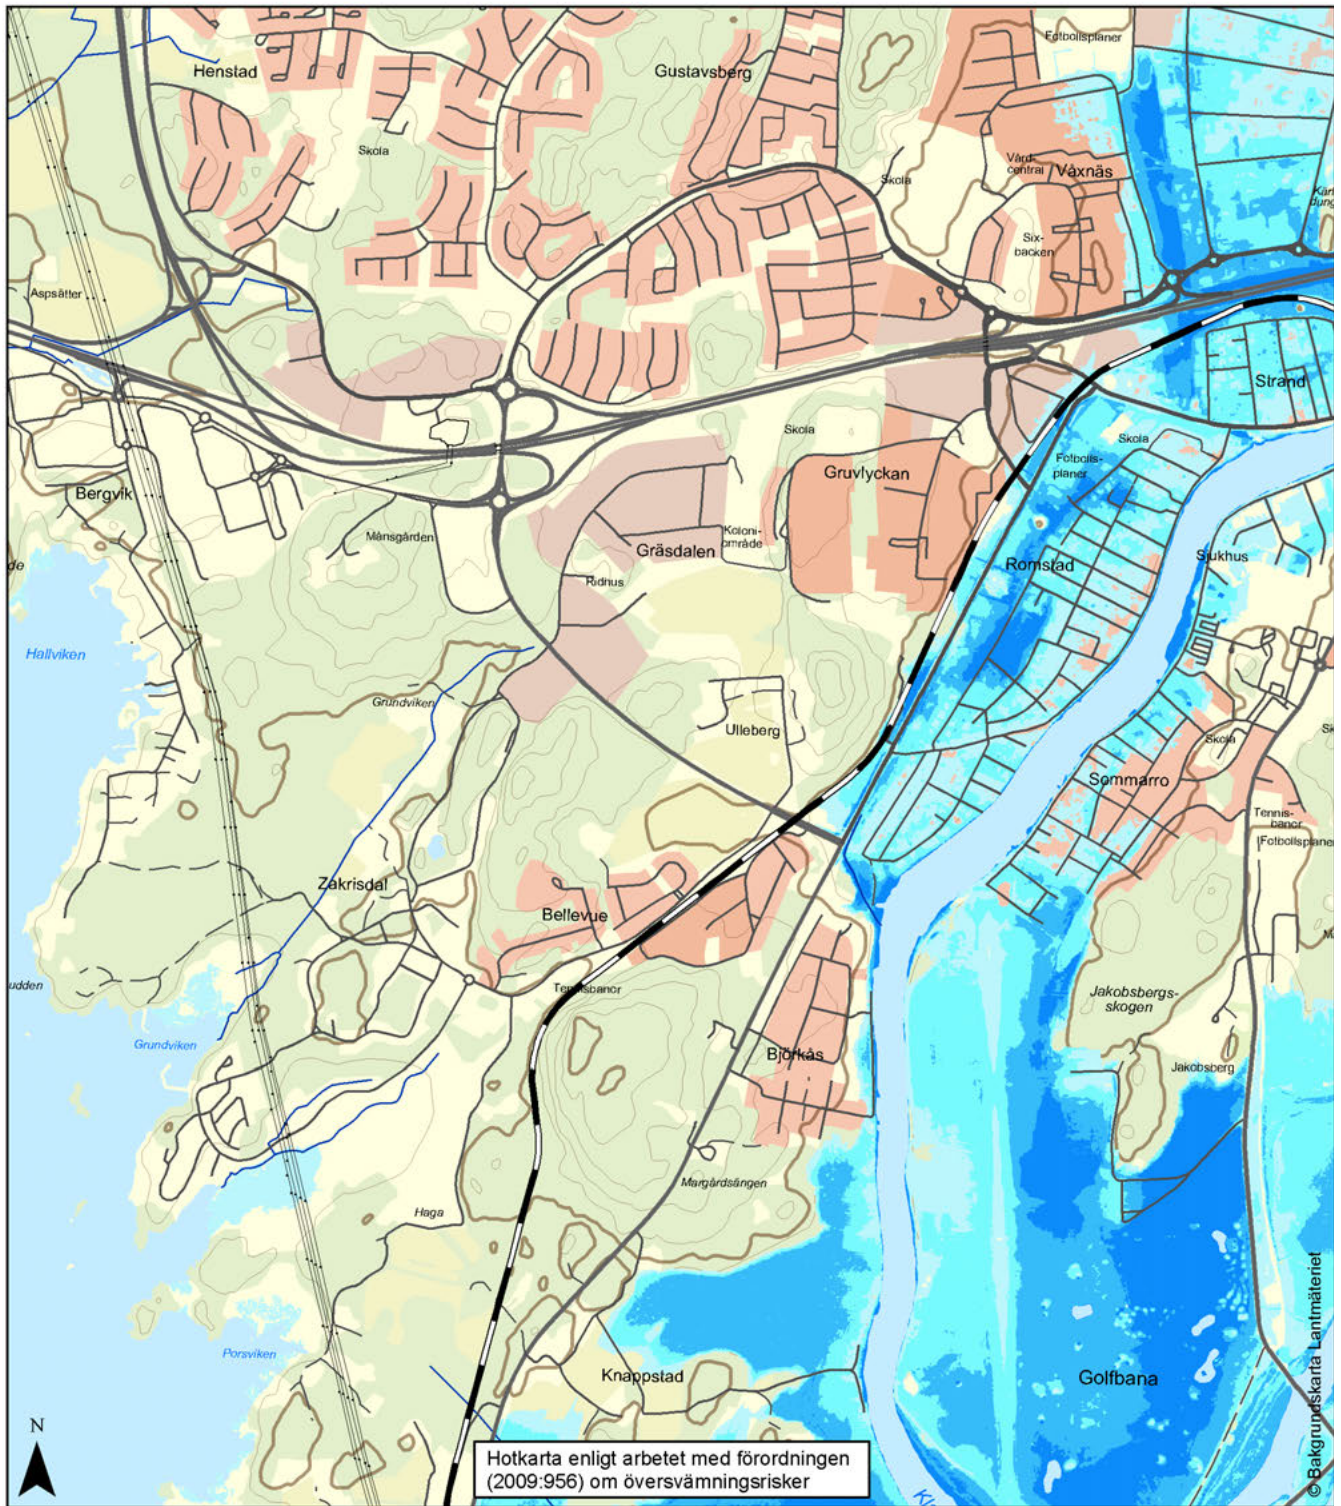 Fotbollsplaner
Henstad
Gustavsberg
Skola
Vård-
central
Våxnäs
Skola
Six-
backen
Aspsätter
Strand
Skola
Skola
Gruvlyckan
Fotbolls-
planer
Bergvik
Månsgården
Koloni-
område
Gräsdalen
Ridhus
Romstad
Sjukhus
Hallviken
Grundviken
Ulleberg
Skola
Sommarro
Tennis-
banor
Fotbollsplaner
Zakrisdal
Bellevue
udden
Tennisbanor
Jakobsbergs-
skogen
Grundviken
Björkås
Jakobsberg
Margårdsängen
Haga
Porsviken
Knappstad
Golfbana
N
Hotkarta enligt arbetet med förordningen
(2009:956) om översvämningsrisker
©Bakgrundskarta Lantmäteriet